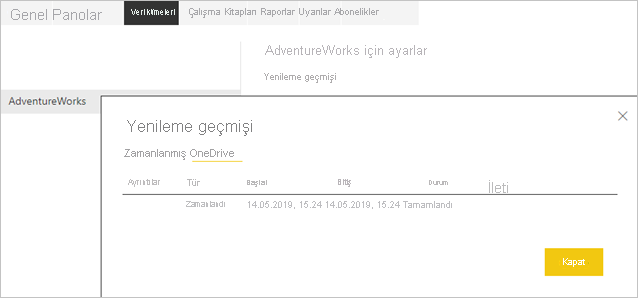 Genel Panolar Veri kümeleri Çalışma Kitapları Raporlar Uyarılar Abonelikler
AdventureWorks için ayarlar
Yenileme geçmişi
AdventureWorks
Yenileme geçmişi
Zamanlanmış OneDrive
Ayrıntılar Tür Başlat Bitiş Durum İleti
Zamanlandı 14.05.2019, 15.24 14.05.2019, 15.24 Tamamlandı
Kapat